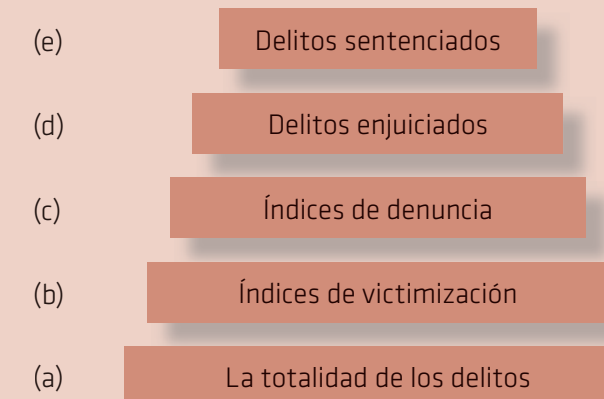 (e) Delitos sentenciados
(d) Delitos enjuiciados
(c) Índices de denuncia
(b) Índices de victimización
(a) La totalidad de los delitos